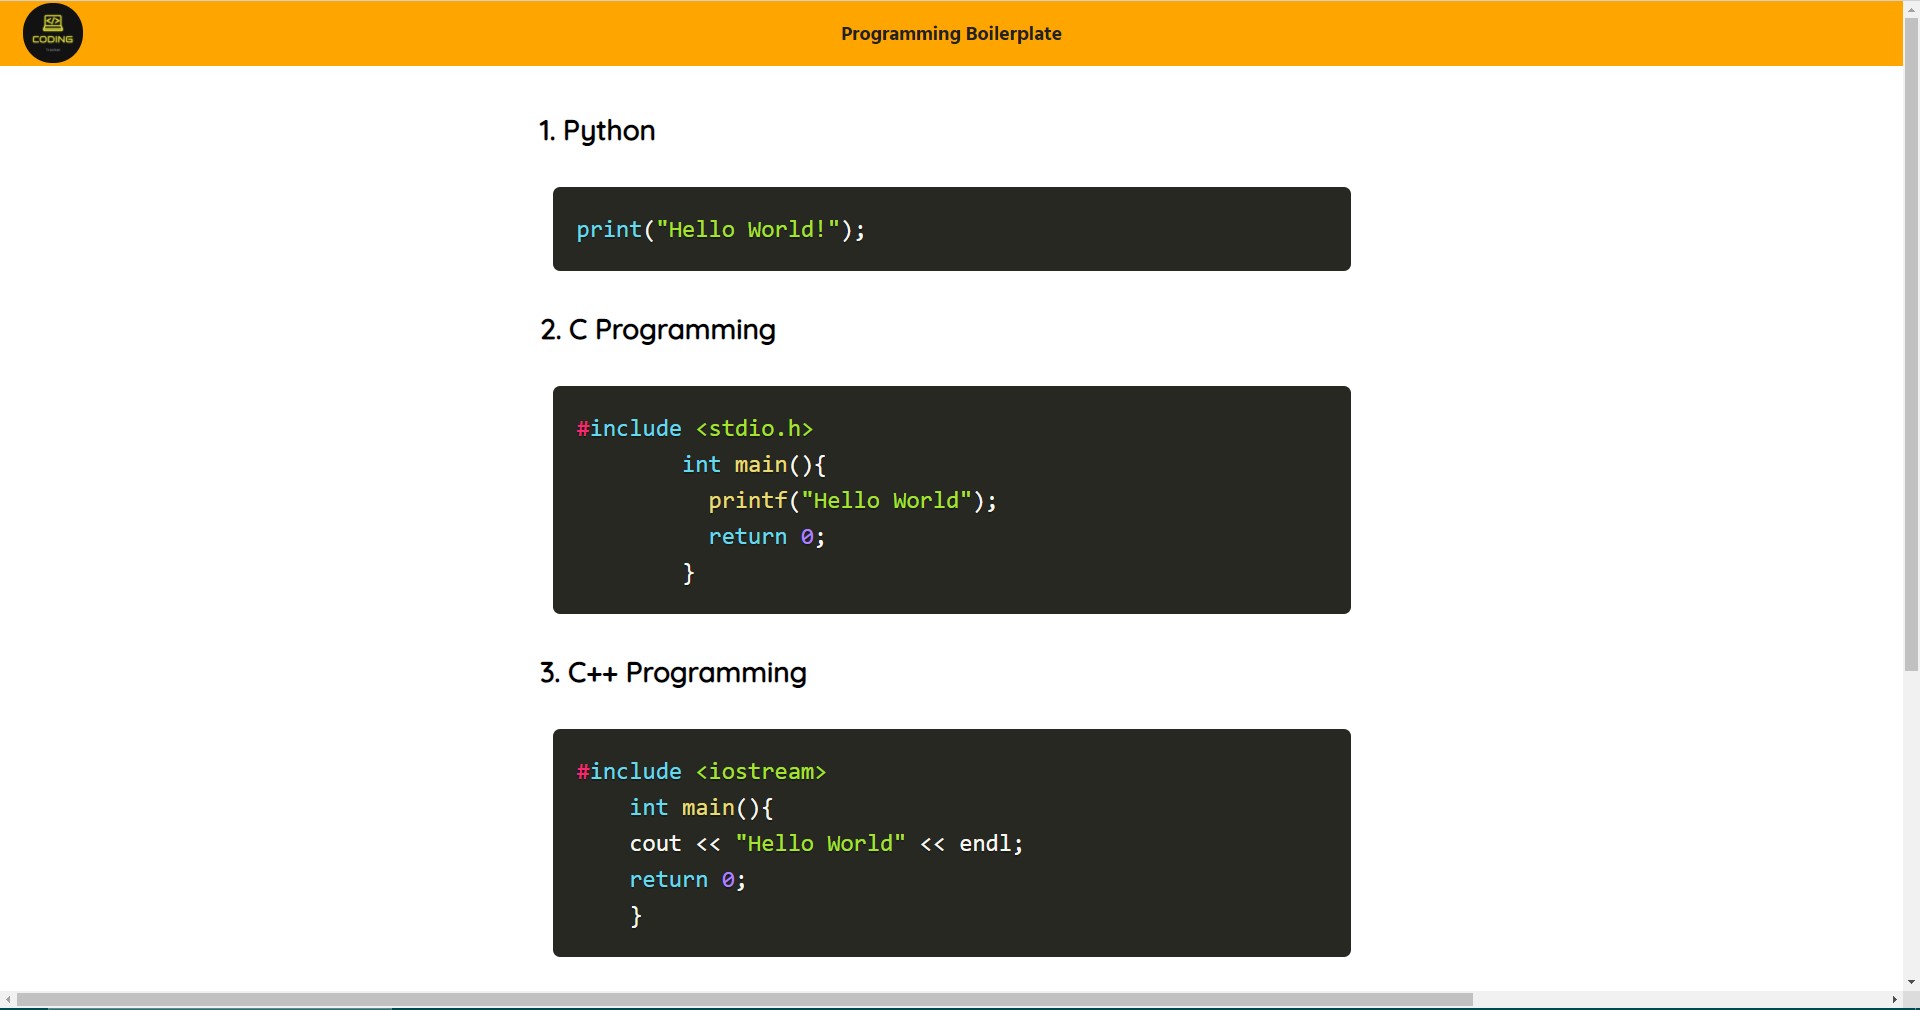 </>
CODING
Programming Boilerplate
1. Python
print("Hello World!");
2. C Programming
#include <stdio.h>
        int main(){
          printf("Hello World");
          return 0;
        }
3. C++ Programming
#include <iostream>
    int main(){
    cout << "Hello World" << endl;
    return 0;
    }